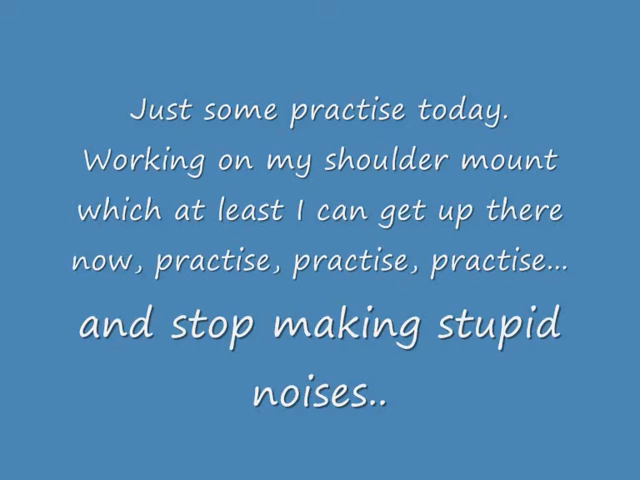 Just some practise today.
Working on my shoulder mount
which at least I can get up there
now, practise, practise, practise...
and stop making stupid
noises..